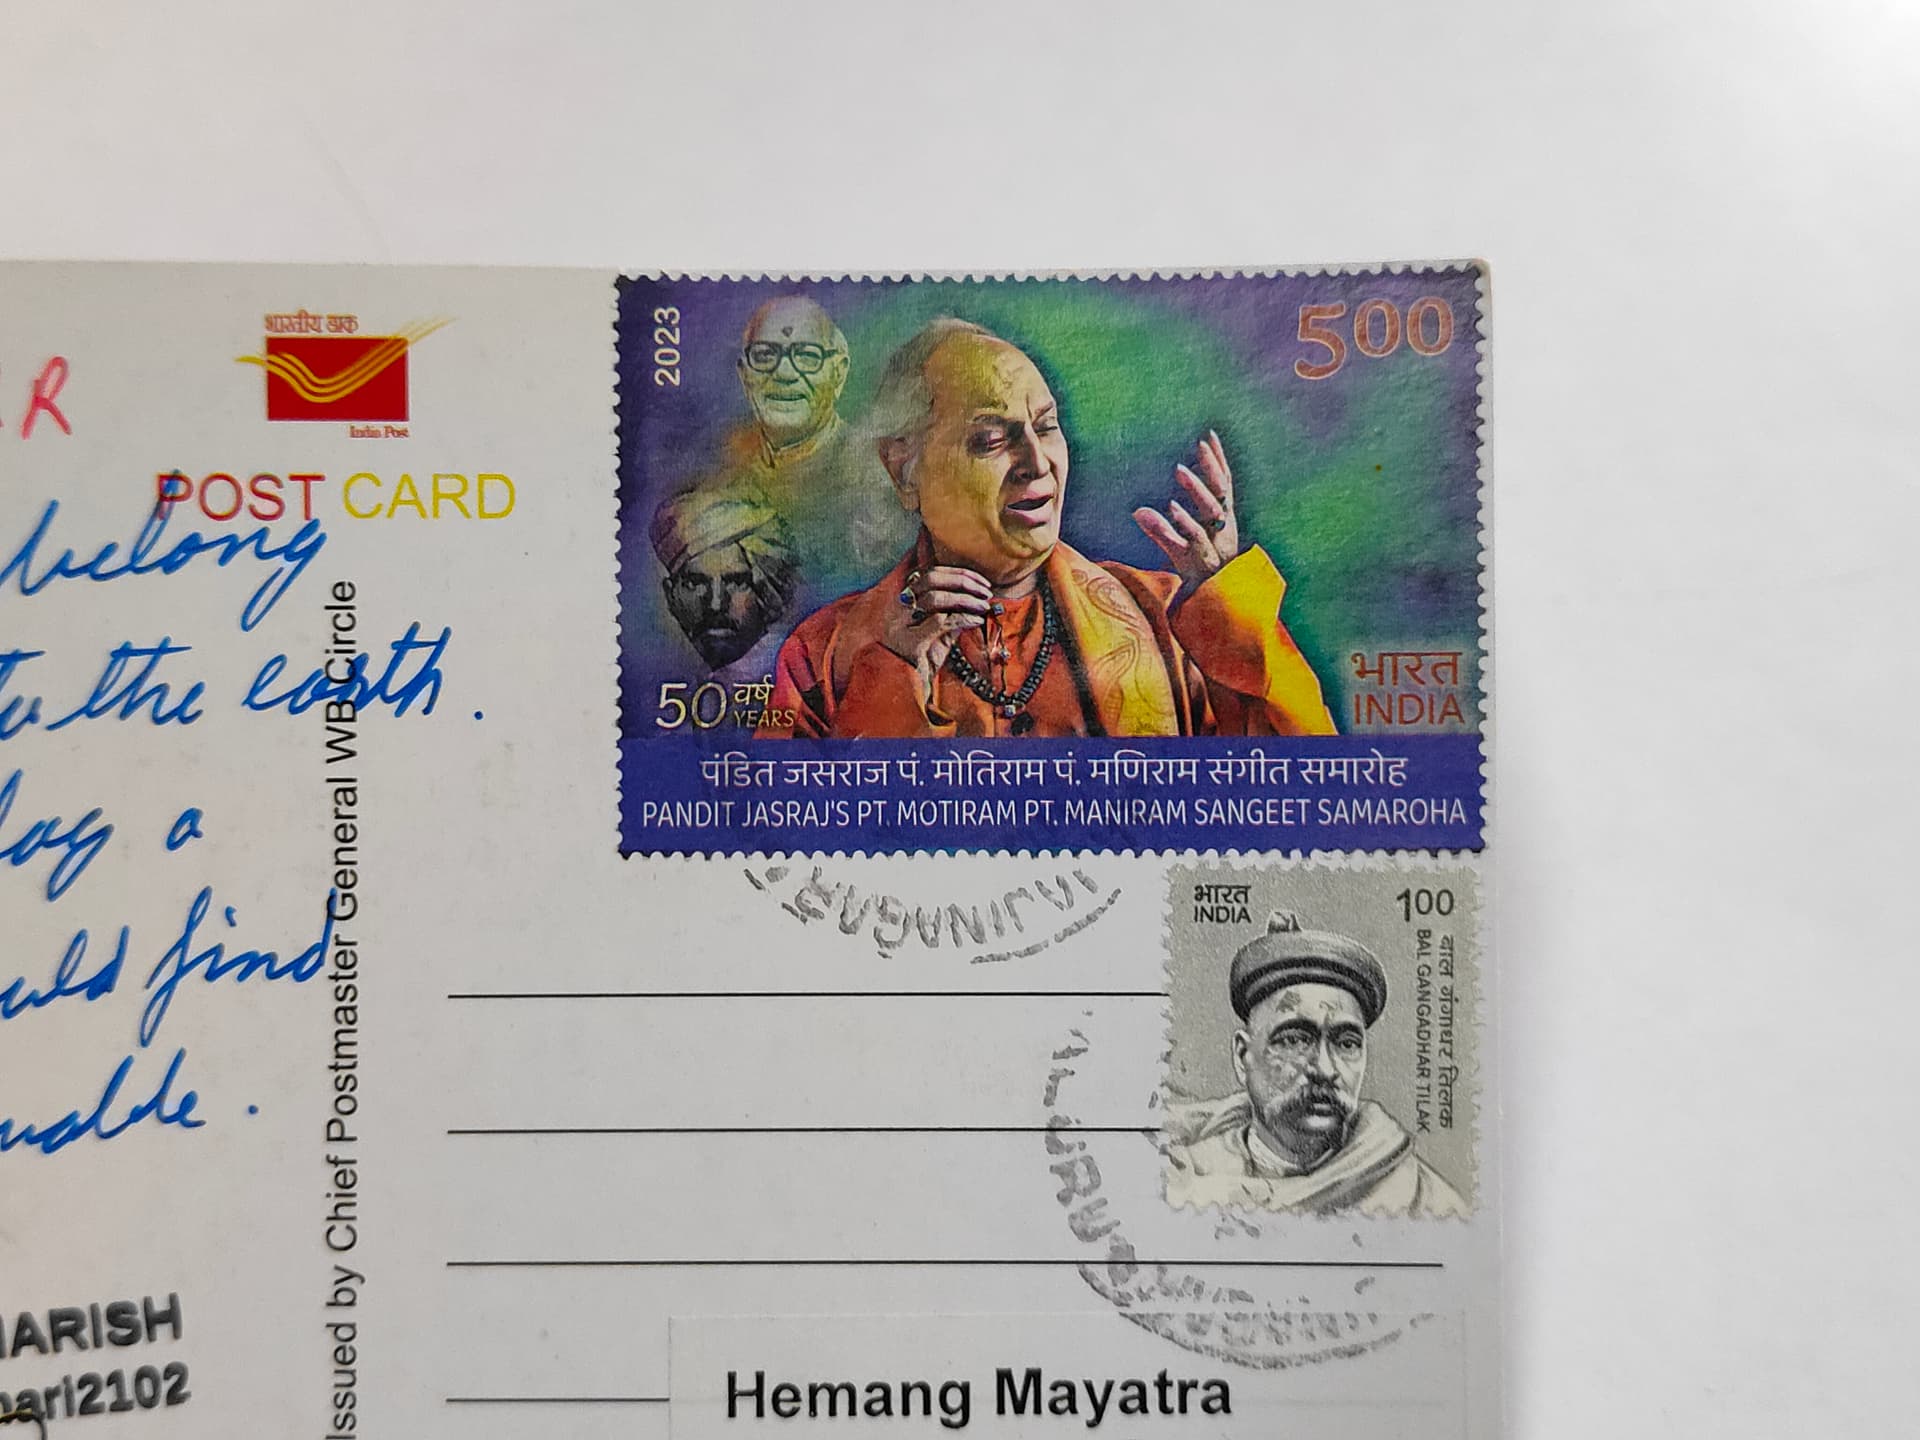 भारतीय डाक
India Post
POST CARD
R
belong
to the earth.
a
find
Issued by Chief Postmaster General WB Circle
HARISH
2023
500
50 वर्ष
YEARS
भारत
INDIA
पंडित जसराज पं. मोतिराम पं. मणिराम संगीत समारोह
PANDIT JASRAJ'S PT. MOTIRAM PT. MANIRAM SANGEET SAMAROHA
भारत
INDIA
100
बाल गंगाधर तिलक
BAL GANGADHAR TILAK
Hemang Mayatra